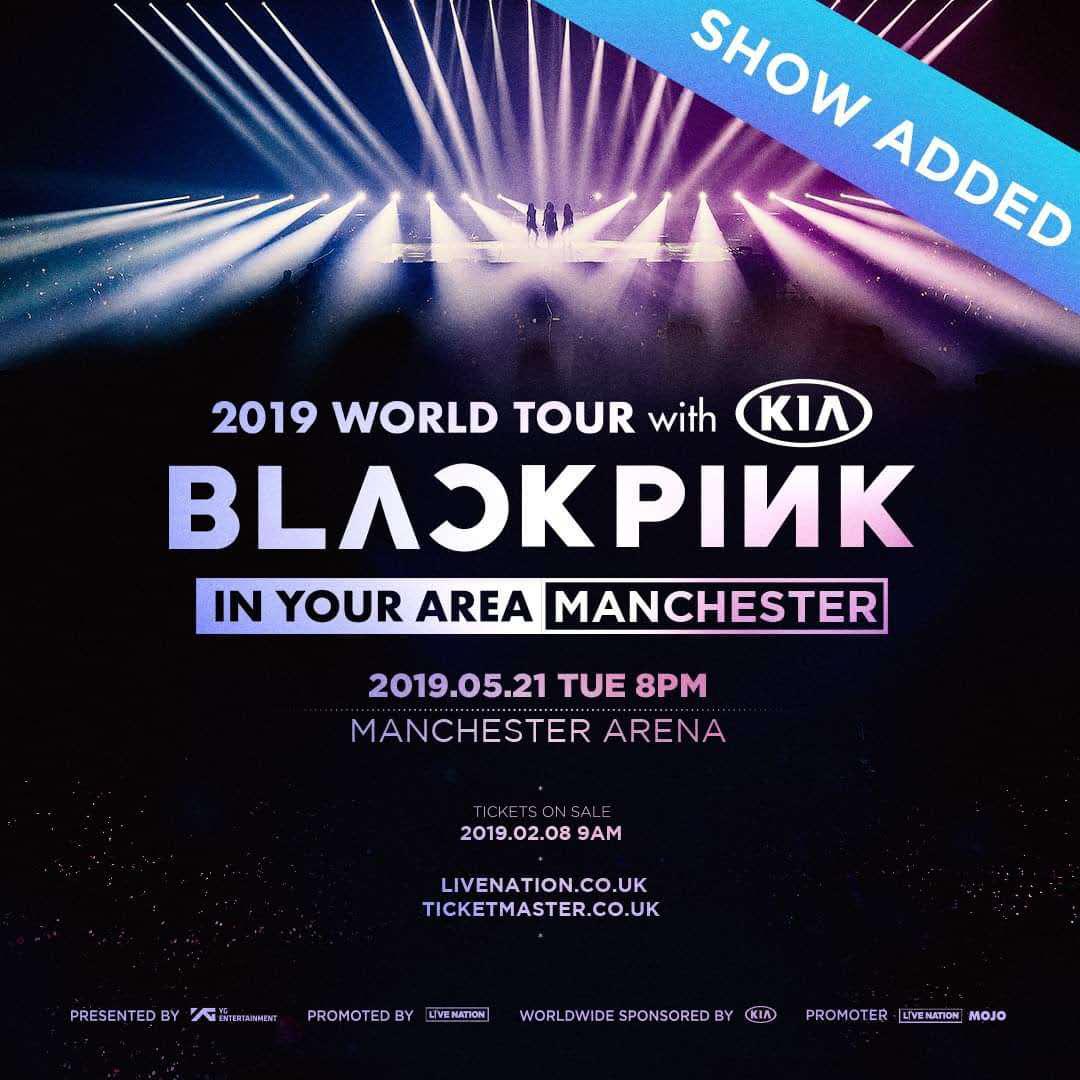 SHOW ADDED
2019 WORLD TOUR with KIA
BLACKPINK
IN YOUR AREA MANCHESTER
2019.05.21 TUE 8PM
MANCHESTER ARENA
TICKETS ON SALE
2019.02.08 9AM
LIVENATION.CO.UK
TICKETMASTER.CO.UK
PRESENTED BY YG ENTERTAINMENT PROMOTED BY LIVE NATION WORLDWIDE SPONSORED BY KIA PROMOTER LIVE NATION MOJO